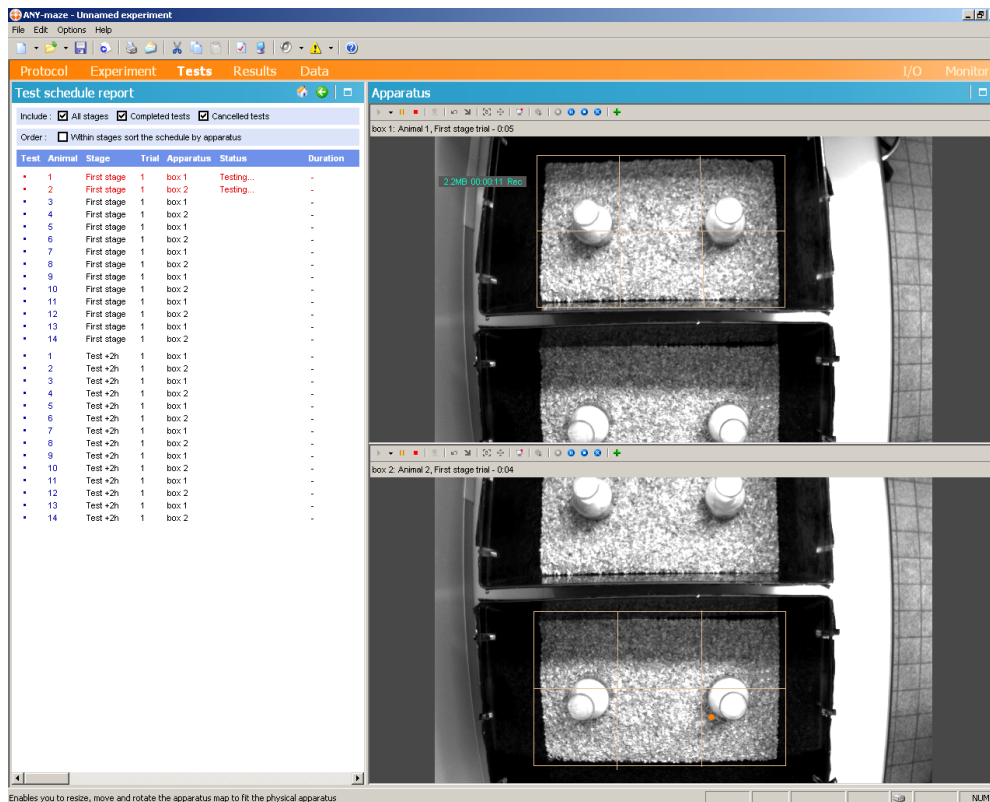 ANY-maze - Unnamed experiment
File Edit Options Help
Protocol Experiment Tests Results Data I/O Monitor
Test schedule report
Include : All stages Completed tests Cancelled tests
Order : Within stages sort the schedule by apparatus
Test Animal Stage Trial Apparatus Status Duration
1 First stage 1 box 1 Testing... -
2 First stage 1 box 2 Testing... -
3 First stage 1 box 1 -
4 First stage 1 box 2 -
5 First stage 1 box 1 -
6 First stage 1 box 2 -
7 First stage 1 box 1 -
8 First stage 1 box 2 -
9 First stage 1 box 1 -
10 First stage 1 box 2 -
11 First stage 1 box 1 -
12 First stage 1 box 2 -
13 First stage 1 box 1 -
14 First stage 1 box 2 -
1 Test +2h 1 box 1 -
2 Test +2h 1 box 2 -
3 Test +2h 1 box 1 -
4 Test +2h 1 box 2 -
5 Test +2h 1 box 1 -
6 Test +2h 1 box 2 -
7 Test +2h 1 box 1 -
8 Test +2h 1 box 2 -
9 Test +2h 1 box 1 -
10 Test +2h 1 box 2 -
11 Test +2h 1 box 1 -
12 Test +2h 1 box 2 -
13 Test +2h 1 box 1 -
14 Test +2h 1 box 2 -
Apparatus
box 1: Animal 1, First stage trial - 0:05
2.2MB 00:00:11 Rec
box 2: Animal 2, First stage trial - 0:04
Enables you to resize, move and rotate the apparatus map to fit the physical apparatus
NUM